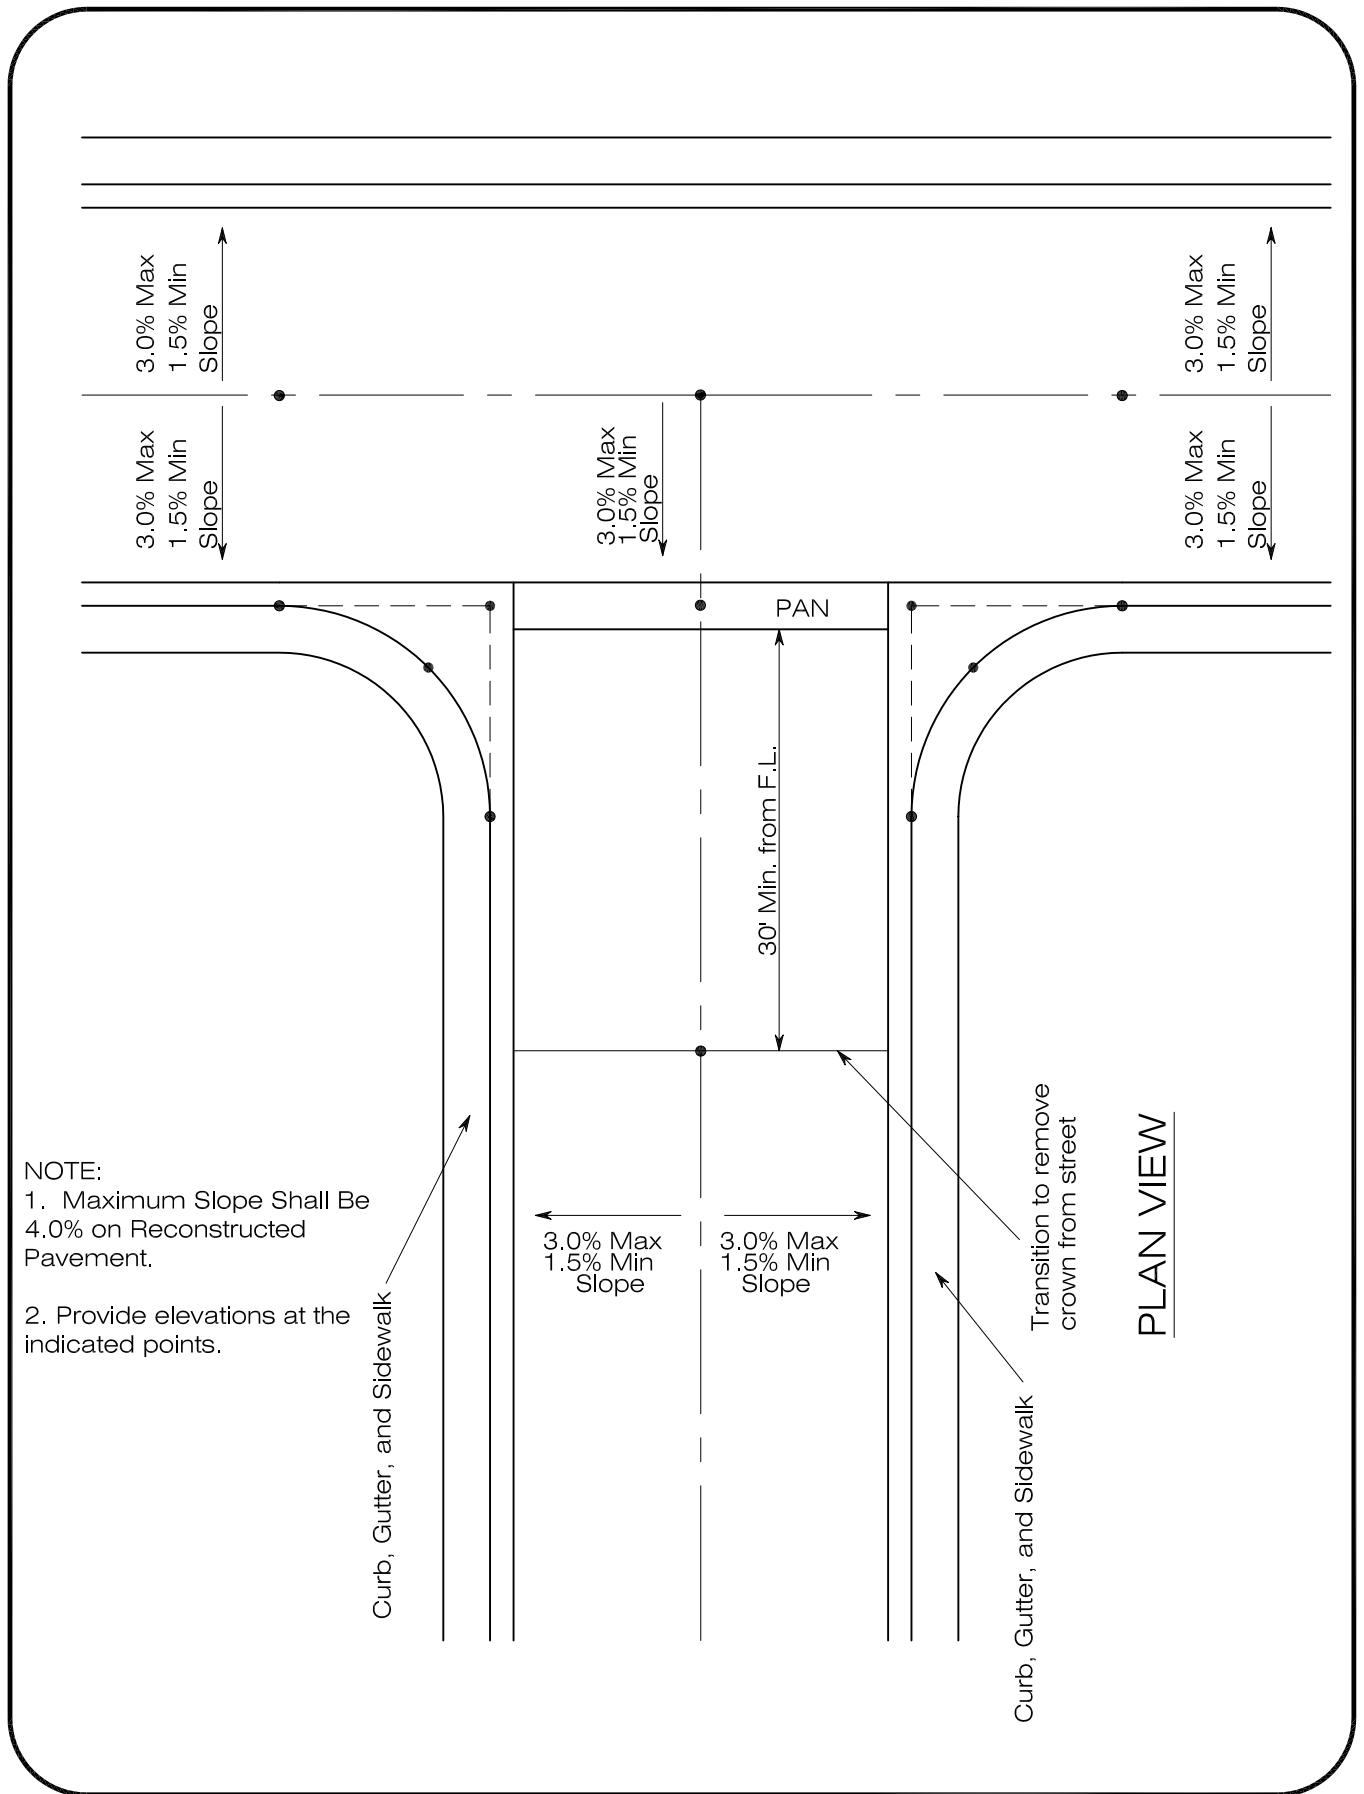 3.0% Max
1.5% Min
Slope
3.0% Max
1.5% Min
Slope
3.0% Max
1.5% Min
Slope
3.0% Max
1.5% Min
Slope
3.0% Max
1.5% Min
Slope
PAN
30' Min. from F.L.
NOTE:
1. Maximum Slope Shall Be
4.0% on Reconstructed
Pavement.
2. Provide elevations at the
indicated points.
Curb, Gutter, and Sidewalk
3.0% Max
1.5% Min
Slope
3.0% Max
1.5% Min
Slope
Transition to remove
crown from street
Curb, Gutter, and Sidewalk
PLAN VIEW